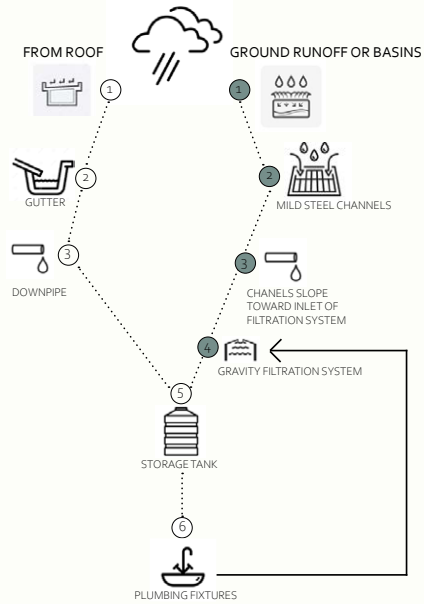 FROM ROOF
GROUND RUNOFF OR BASINS
1
1
2
GUTTER
2
MILD STEEL CHANNELS
3
DOWNPIPE
3
CHANELS SLOPE
TOWARD INLET OF
FILTRATION SYSTEM
4
GRAVITY FILTRATION SYSTEM
5
STORAGE TANK
6
PLUMBING FIXTURES